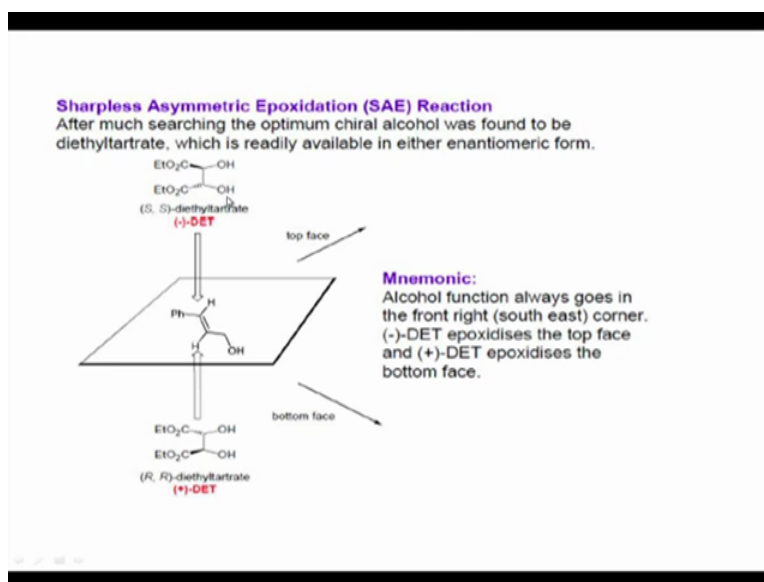 Sharpless Asymmetric Epoxidation (SAE) Reaction
After much searching the optimum chiral alcohol was found to be
diethyltartrate, which is readily available in either enantiomeric form.
EtO₂C OH
EtO₂C OH
(S, S)-diethyltartrate
(-)-DET
top face
H
Ph
H
OH
Mnemonic:
Alcohol function always goes in
the front right (south east) corner.
(-)-DET epoxidises the top face
and (+)-DET epoxidises the
bottom face.
bottom face
EtO₂C OH
EtO₂C OH
(R, R)-diethyltartrate
(+)-DET